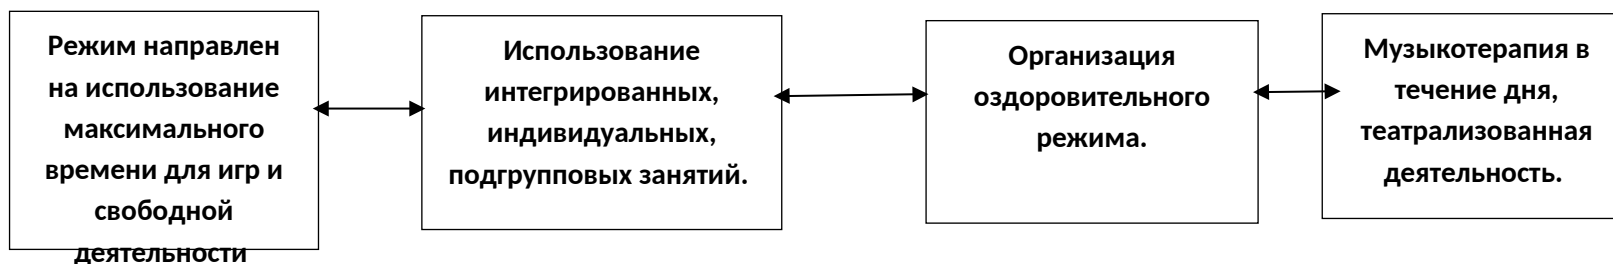 Режим направлен
на использование
максимального
времени для игр и
свободной
деятельности
Использование
интегрированных,
индивидуальных,
подгрупповых занятий.
Организация
оздоровительного
режима.
Музыкотерапия в
течение дня,
театрализованная
деятельность.